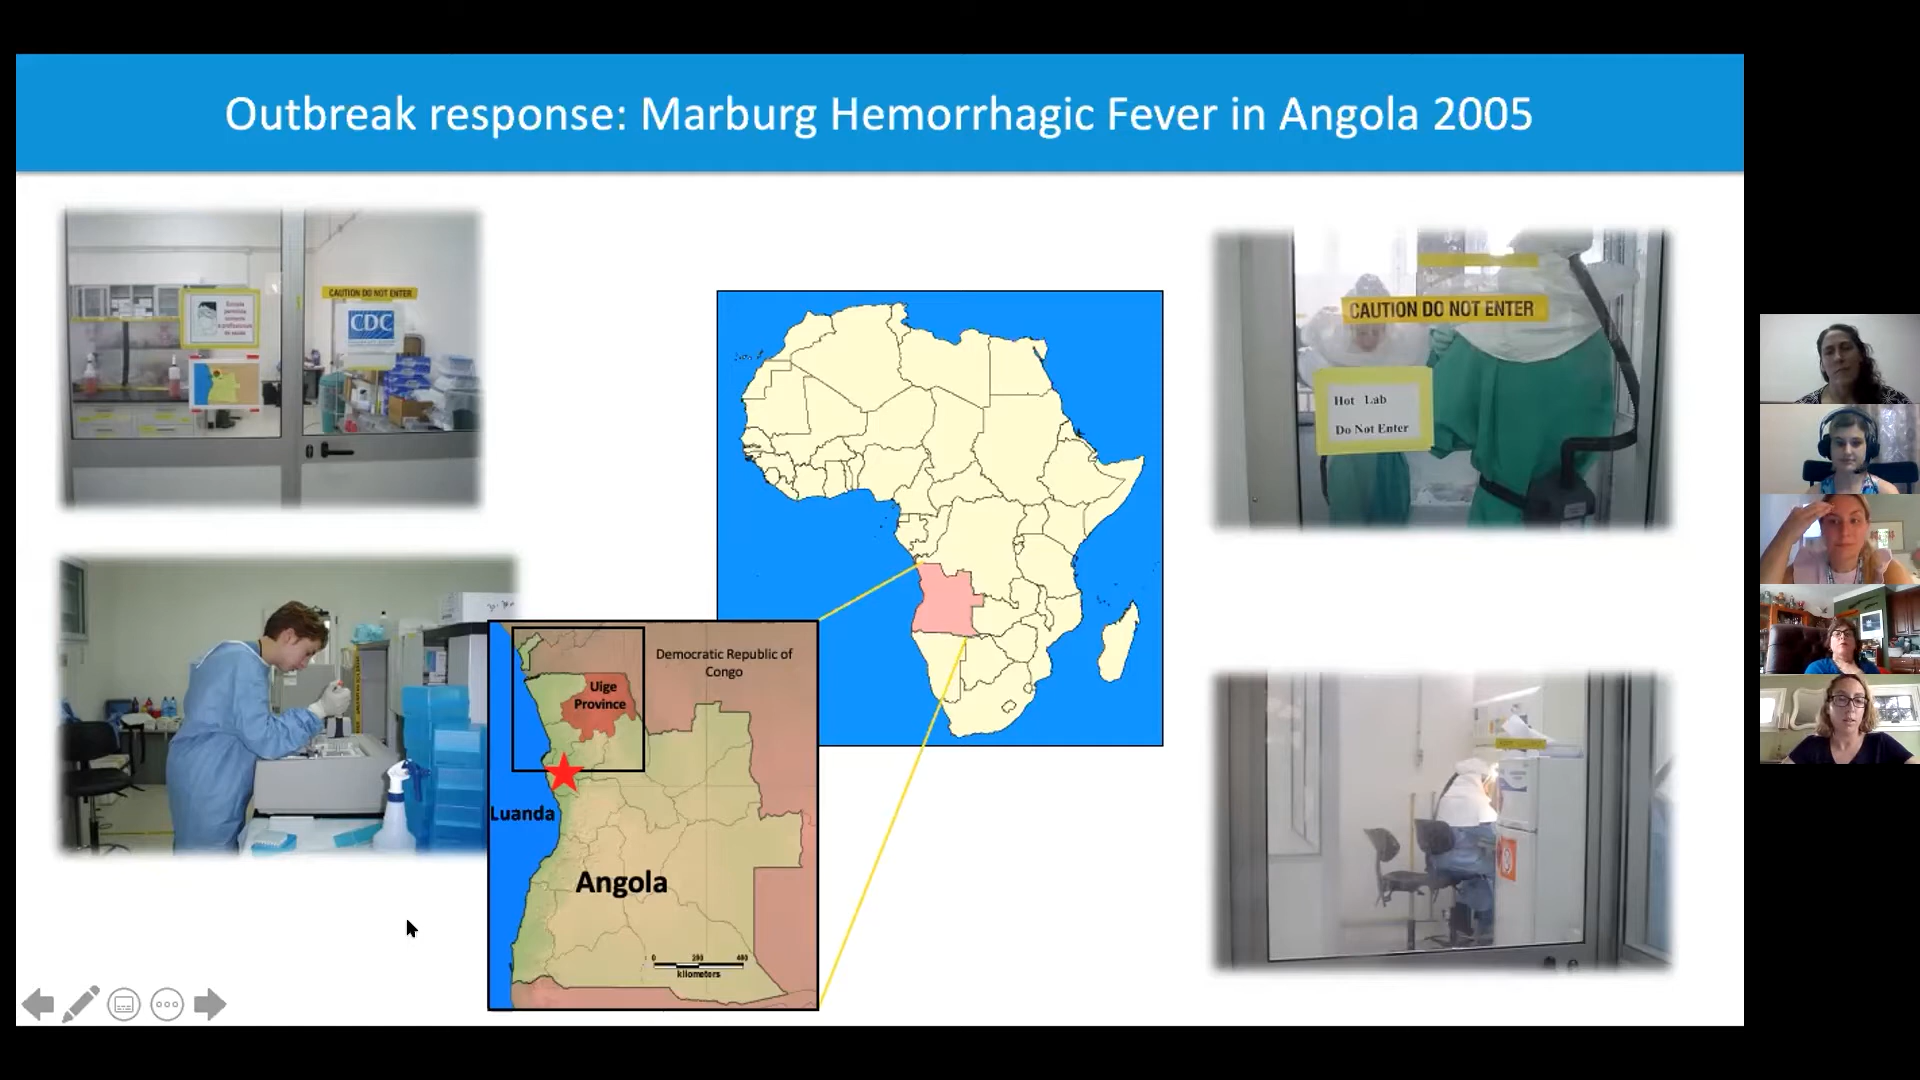 Outbreak response: Marburg Hemorrhagic Fever in Angola 2005
CAUTION DO NOT ENTER
CDC
CAUTION DO NOT ENTER
Hot Lab
Do Not Enter
Democratic Republic of
Congo
Uige
Province
Luanda
Angola
0 200 400
kilometers